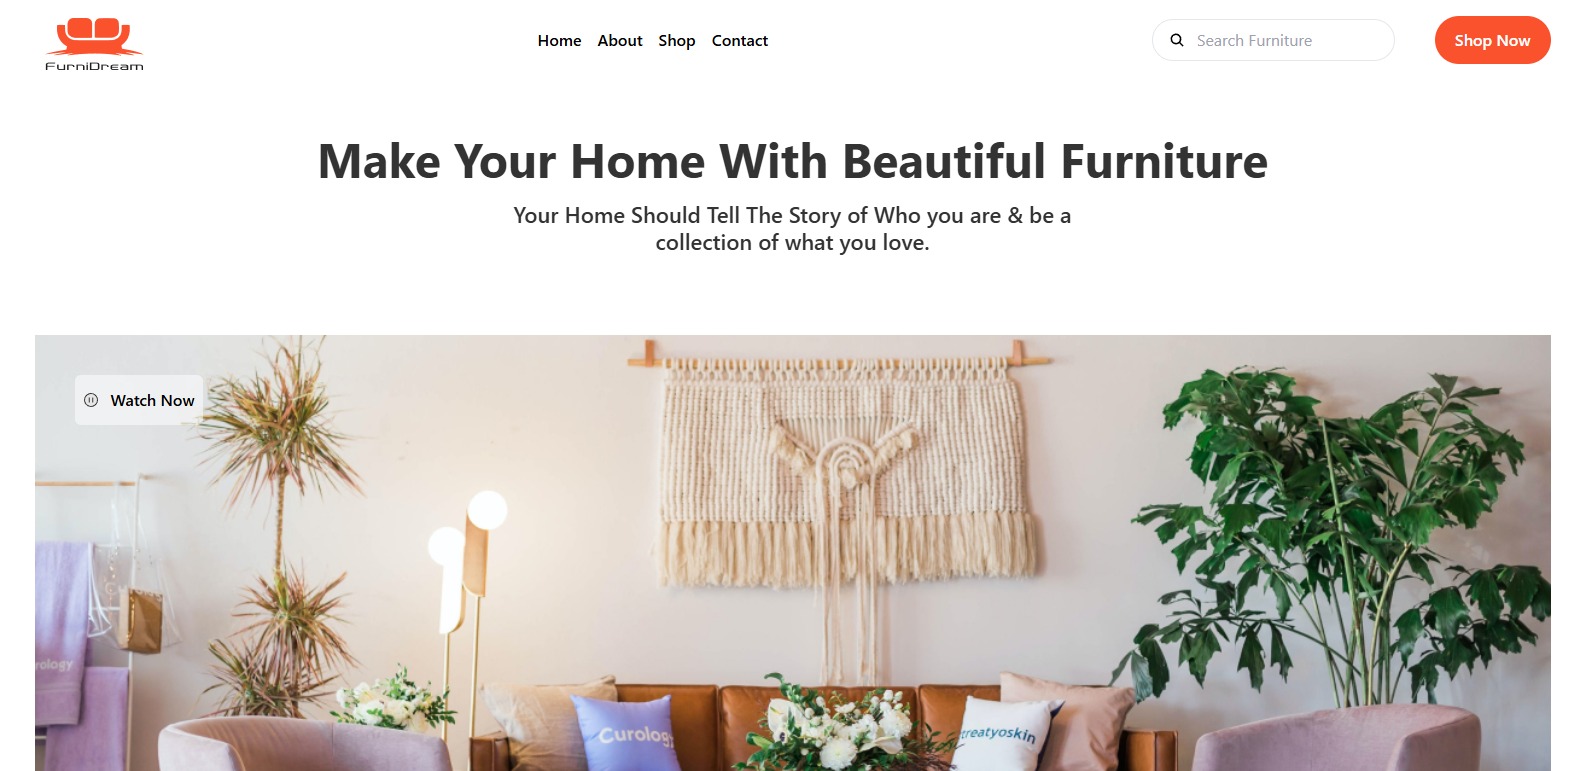 FurniDream
Home About Shop Contact
Search Furniture
Shop Now
Make Your Home With Beautiful Furniture
Your Home Should Tell The Story of Who you are & be a
collection of what you love.
Watch Now
rology
Curology
treatyoskin